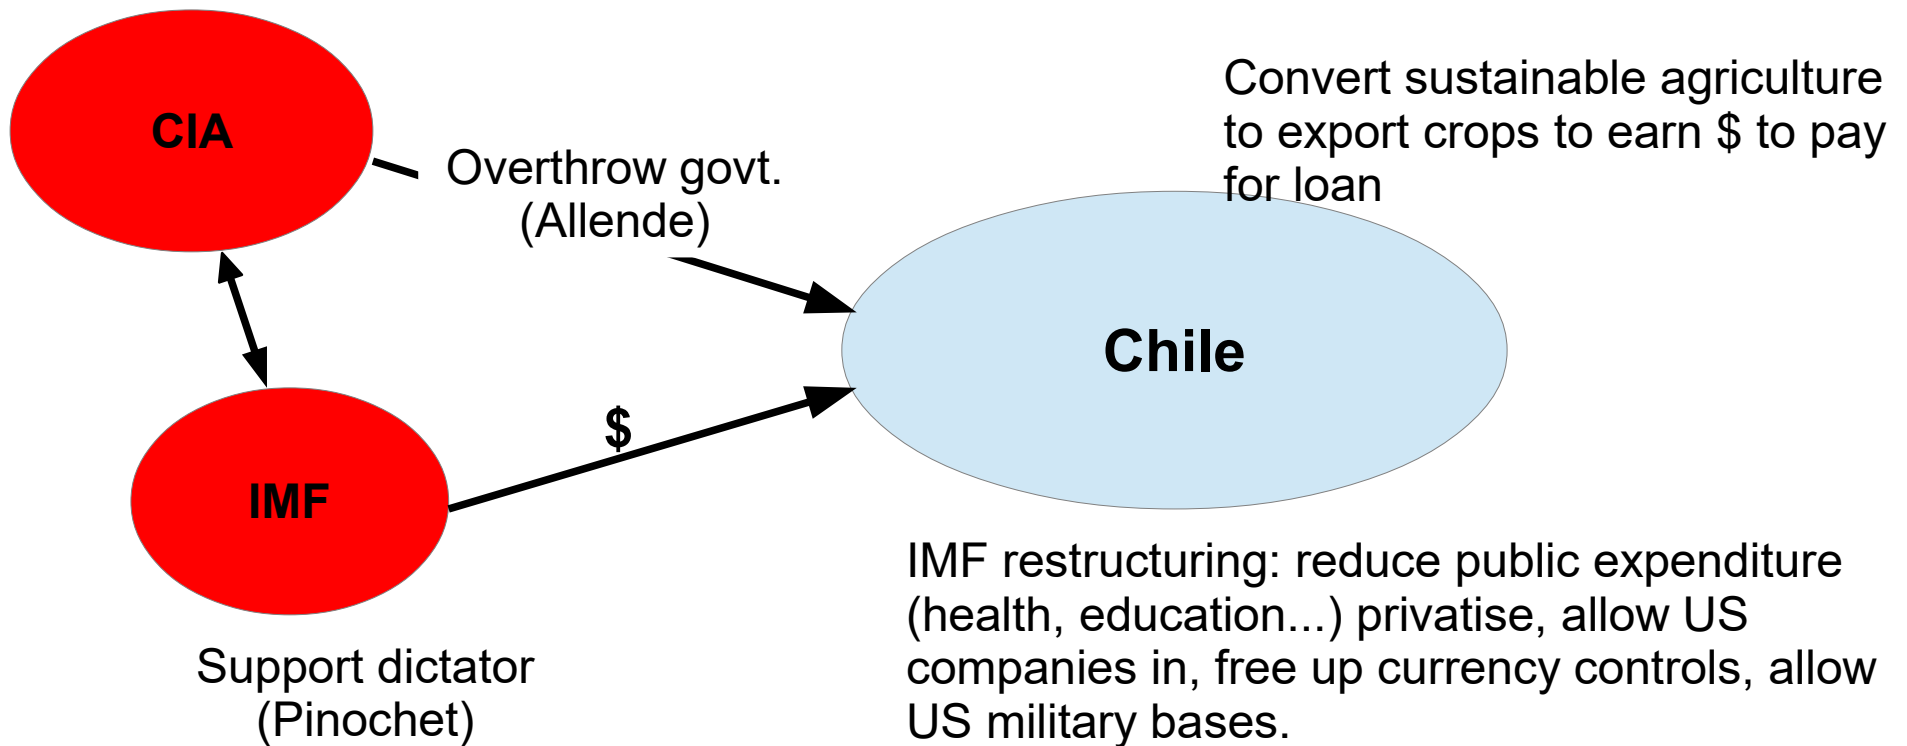 CIA
Overthrow govt.
(Allende)
Convert sustainable agriculture
to export crops to earn $ to pay
for loan
Chile
$
IMF
Support dictator
(Pinochet)
IMF restructuring: reduce public expenditure
(health, education...) privatise, allow US
companies in, free up currency controls, allow
US military bases.